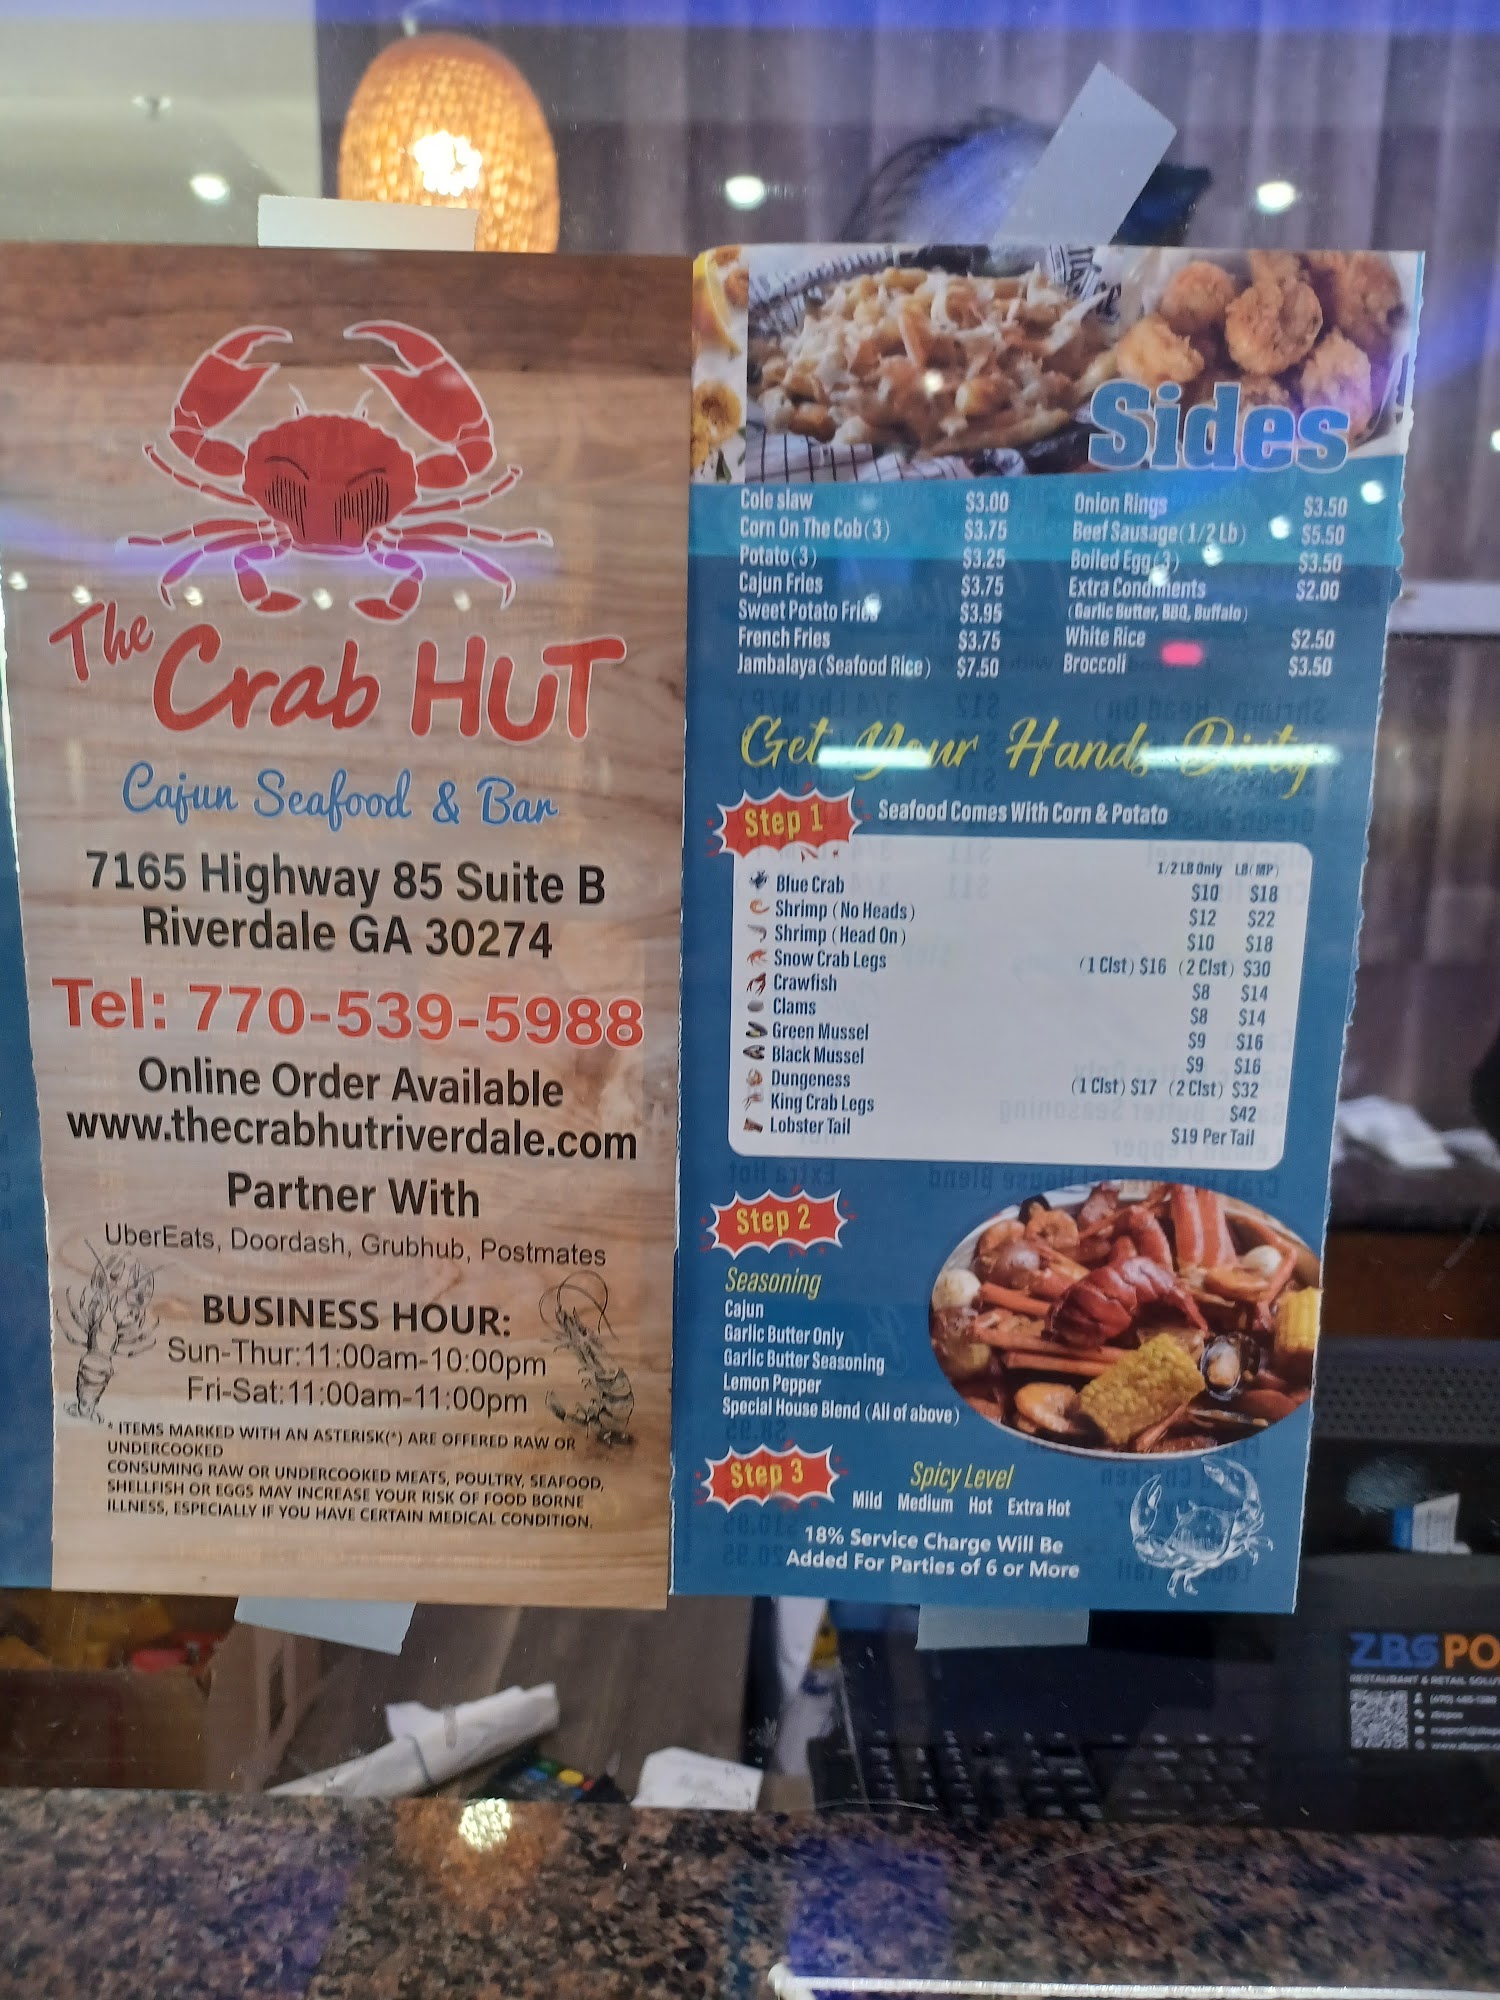 The Crab HUT
Cajun Seafood & Bar
7165 Highway 85 Suite B
Riverdale GA 30274
Tel: 770-539-5988
Online Order Available
www.thecrabhutriverdale.com
Partner With
UberEats, Doordash, Grubhub, Postmates
BUSINESS HOUR:
Sun-Thur:11:00am-10:00pm
Fri-Sat:11:00am-11:00pm
* ITEMS MARKED WITH AN ASTERISK(*) ARE OFFERED RAW OR
UNDERCOOKED
CONSUMING RAW OR UNDERCOOKED MEATS, POULTRY, SEAFOOD,
SHELLFISH OR EGGS MAY INCREASE YOUR RISK OF FOOD BORNE
ILLNESS, ESPECIALLY IF YOU HAVE CERTAIN MEDICAL CONDITION.
Sides
Cole slaw $3.00
Corn On The Cob (3) $3.75
Potato (3) $3.25
Cajun Fries $3.75
Sweet Potato Fries $3.95
French Fries $3.75
Jambalaya (Seafood Rice) $7.50
Onion Rings $3.50
Beef Sausage (1/2 Lb) $5.50
Boiled Egg (3) $3.50
Extra Condiments $2.00
(Garlic Butter, BBQ, Buffalo)
White Rice $2.50
Broccoli $3.50
Get Your Hands Dirty
Step 1 Seafood Comes With Corn & Potato
1/2 LB Only LB( MP)
Blue Crab $10 $18
Shrimp (No Heads) $12 $22
Shrimp (Head On) $10 $18
Snow Crab Legs (1 Clst) $16 (2 Clst) $30
Crawfish $8 $14
Clams $8 $14
Green Mussel $9 $16
Black Mussel $9 $16
Dungeness (1 Clst) $17 (2 Clst) $32
King Crab Legs $42
Lobster Tail $19 Per Tail
Step 2
Seasoning
Cajun
Garlic Butter Only
Garlic Butter Seasoning
Lemon Pepper
Special House Blend (All of above)
Step 3 Spicy Level
Mild Medium Hot Extra Hot
18% Service Charge Will Be
Added For Parties of 6 or More
ZBSPO